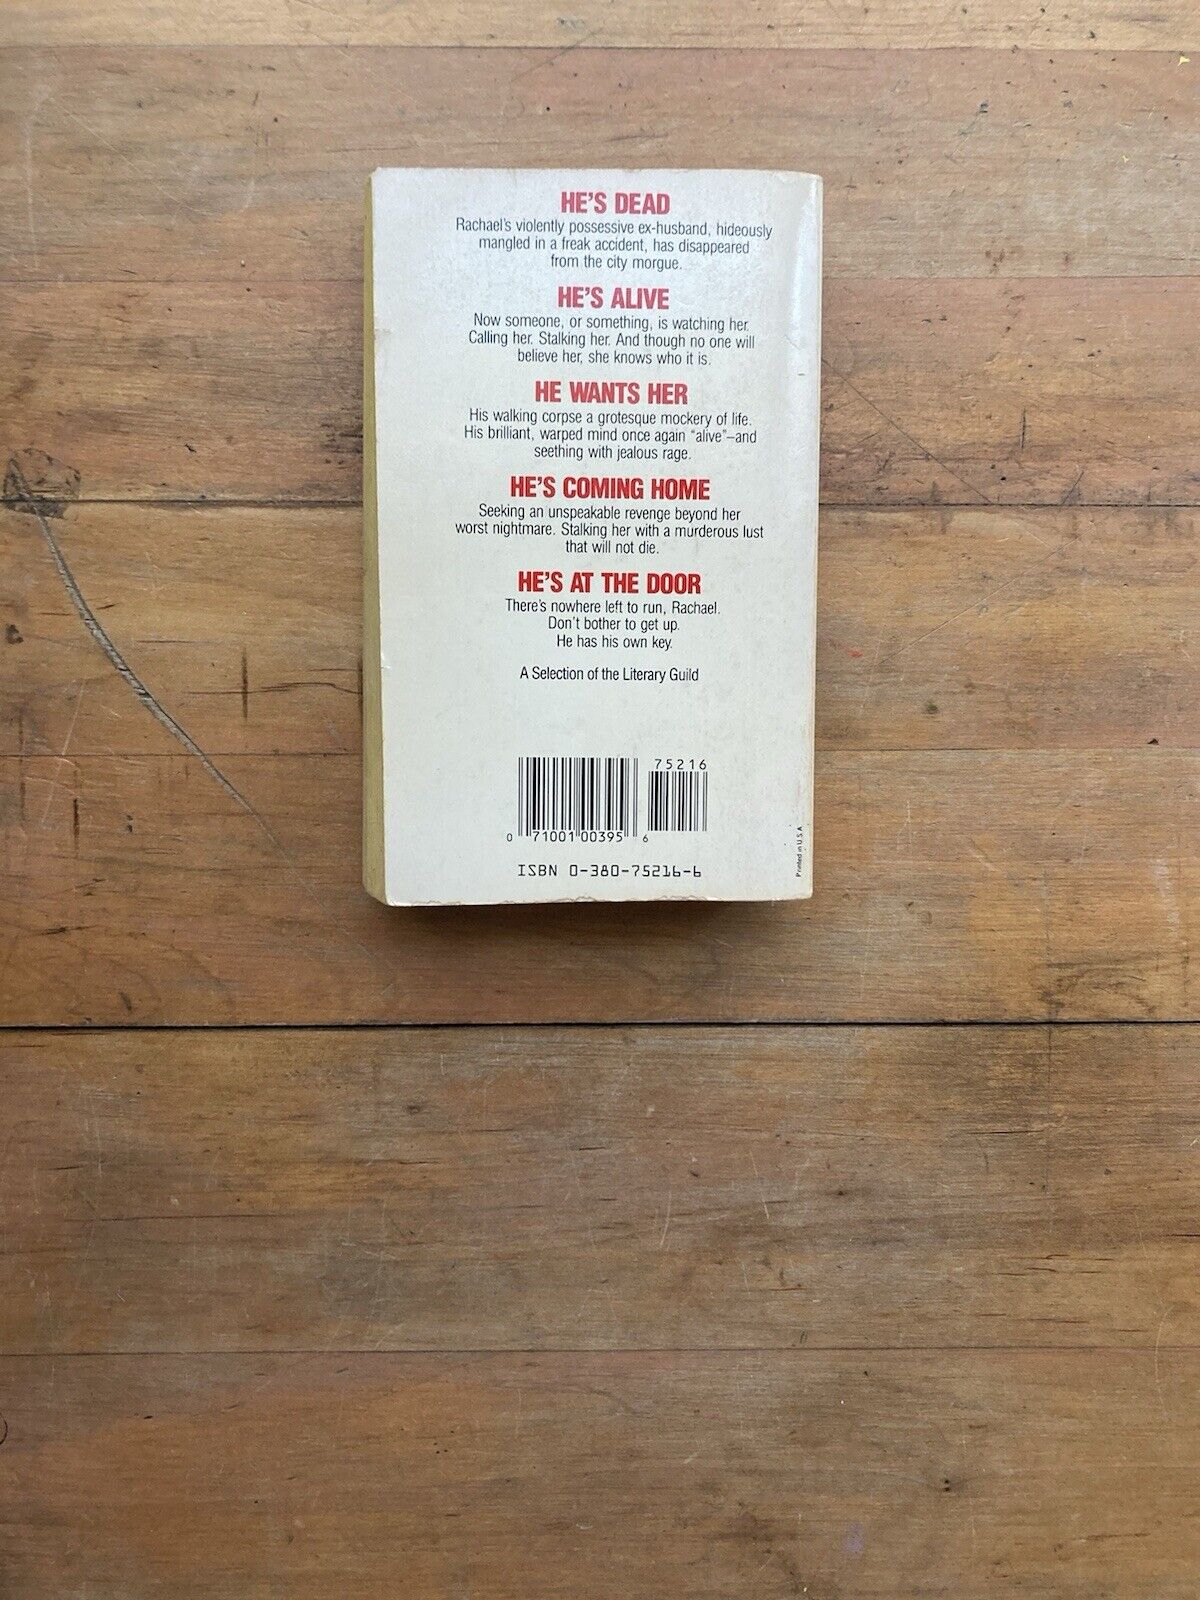 HE'S DEAD
Rachael's violently possessive ex-husband, hideously
mangled in a freak accident, has disappeared
from the city morgue.
HE'S ALIVE
Now someone, or something, is watching her.
Calling her. Stalking her. And though no one will
believe her, she knows who it is.
HE WANTS HER
His walking corpse a grotesque mockery of life.
His brilliant, warped mind once again "alive"—and
seething with jealous rage.
HE'S COMING HOME
Seeking an unspeakable revenge beyond her
worst nightmare. Stalking her with a murderous lust
that will not die.
HE'S AT THE DOOR
There's nowhere left to run, Rachael.
Don't bother to get up.
He has his own key.
A Selection of the Literary Guild
75216
0 71001 00395 6
ISBN 0-380-75216-6
Printed in U.S.A.